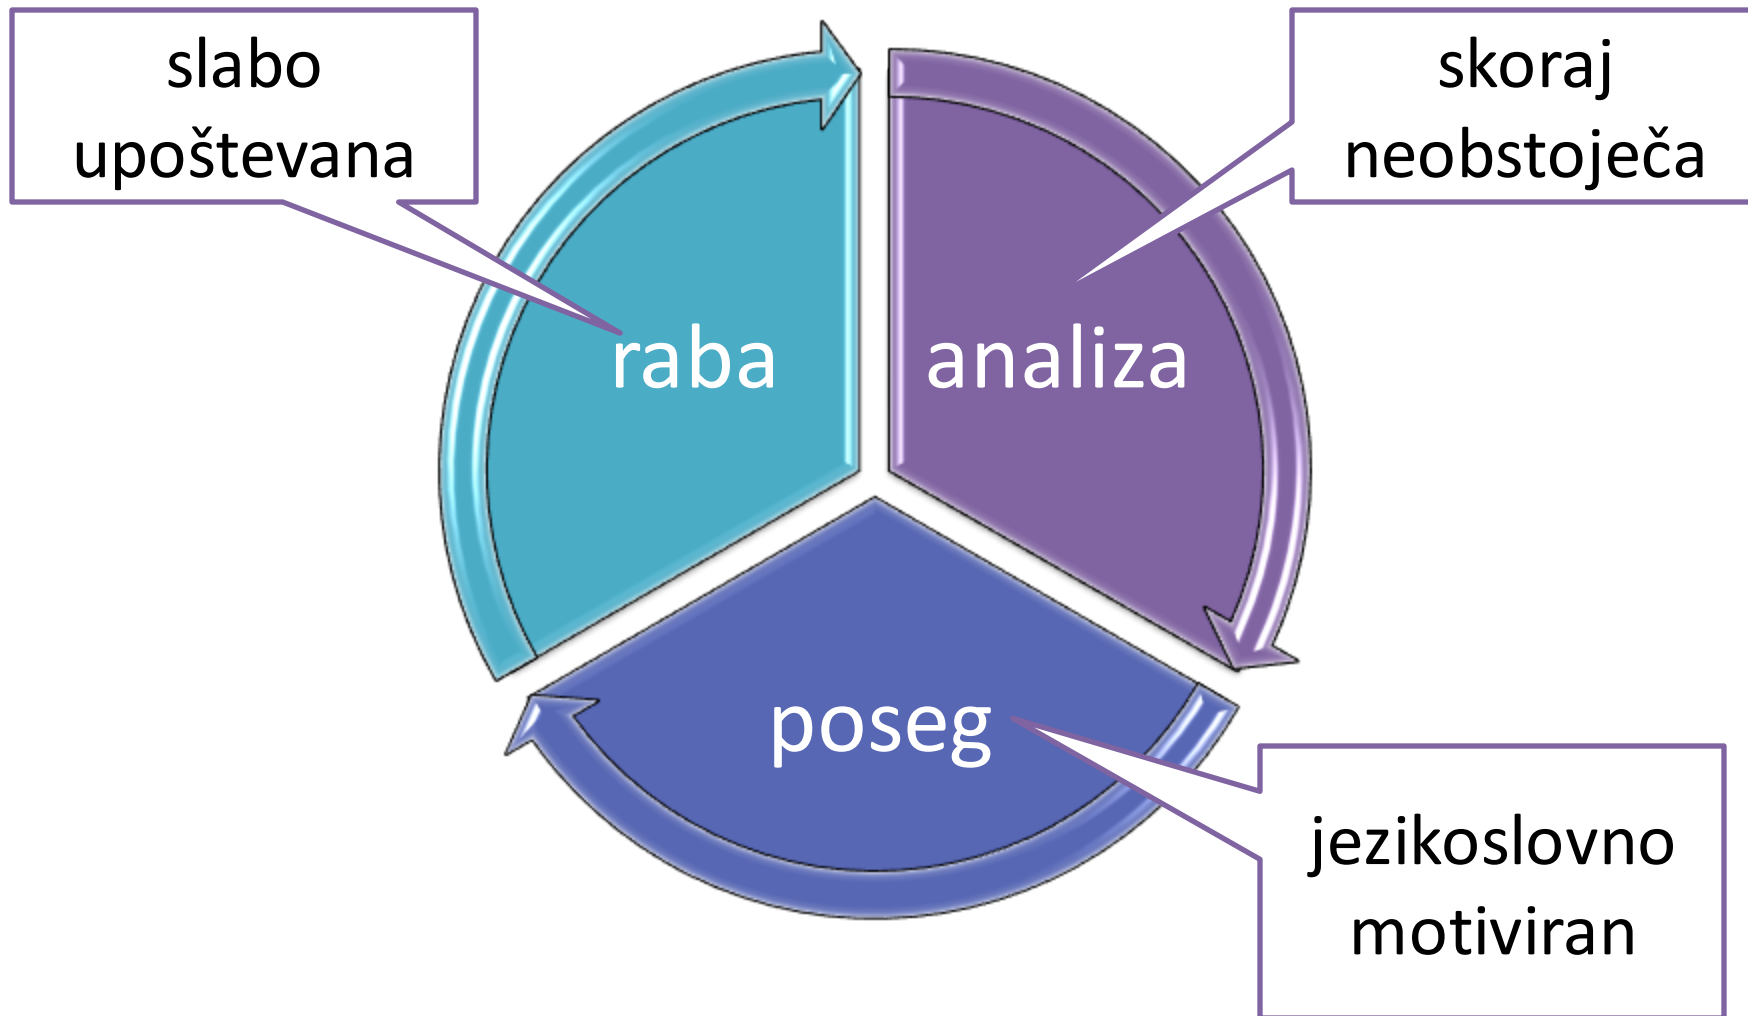 slabo
upoštevana
skoraj
neobstoječa
raba
analiza
poseg
jezikoslovno
motiviran